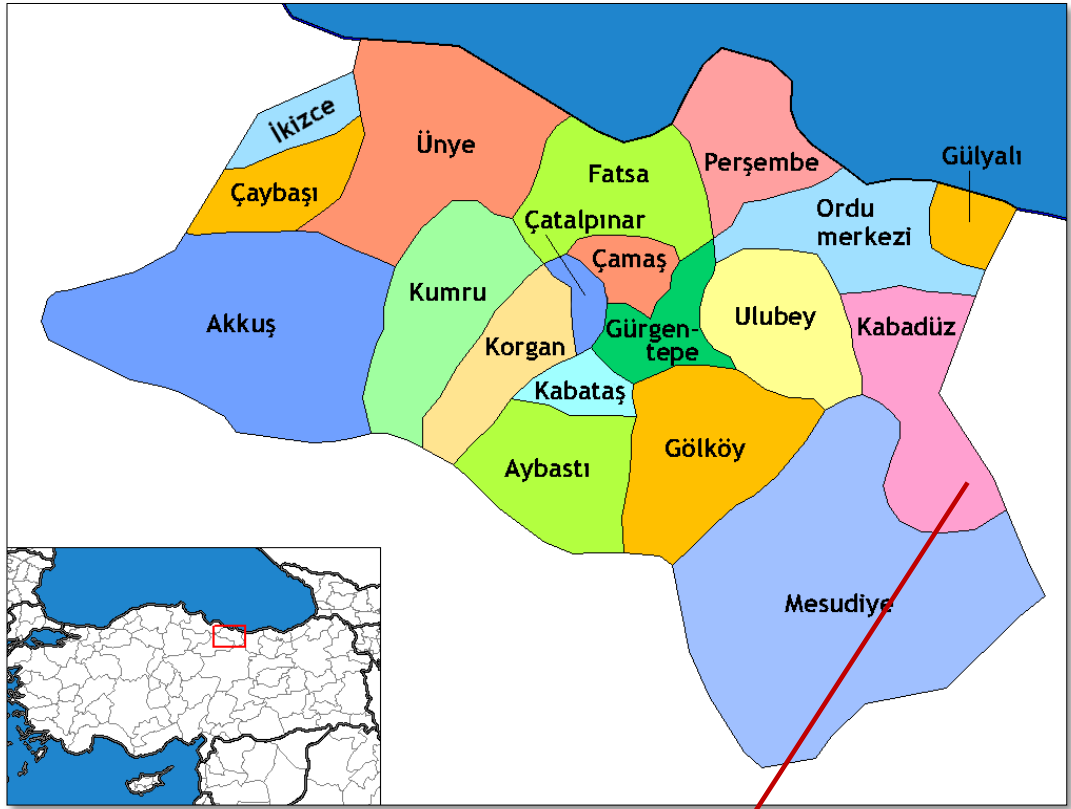 İkizce
Ünye
Gülyalı
Perşembe
Fatsa
Çaybaşı
Çatalpınar
Ordu
merkezi
Çamaş
Kumru
Akkuş
Ulubey
Kabadüz
Gürgen-
tepe
Korgan
Kabataş
Gölköy
Aybastı
Mesudiye